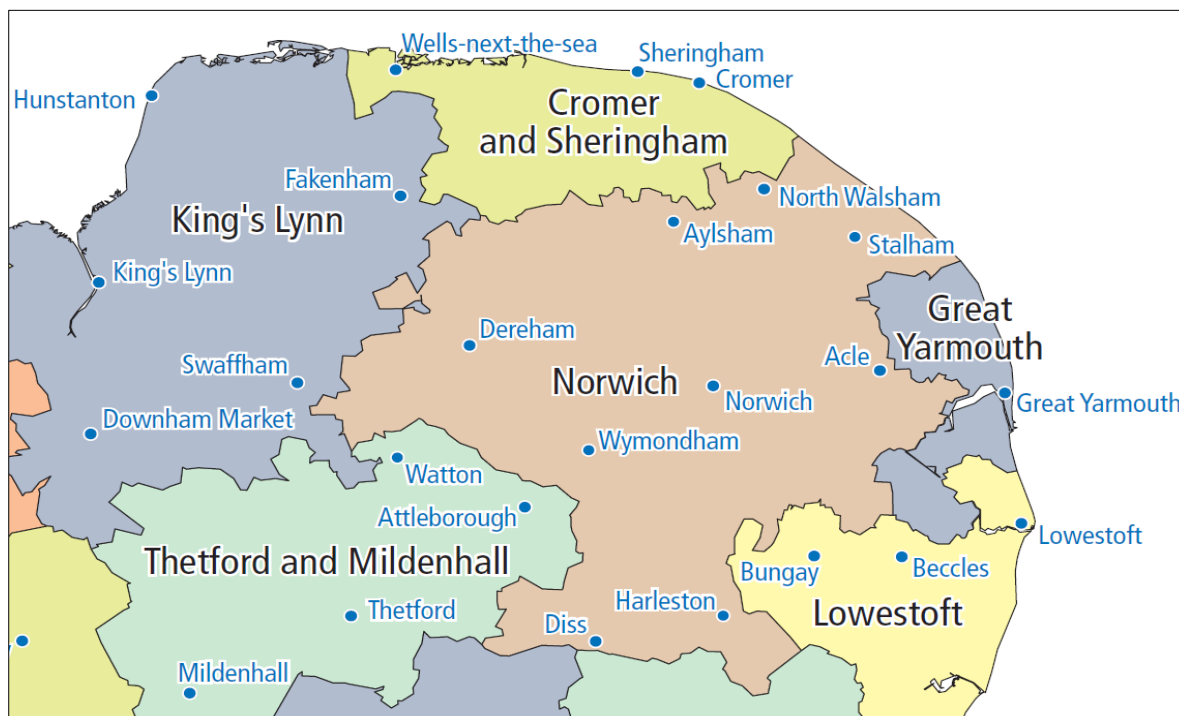 Wells-next-the-sea
Sheringham
Cromer
Hunstanton
Cromer
and Sheringham
Fakenham
North Walsham
King's Lynn
Aylsham
Stalham
King's Lynn
Great
Yarmouth
Dereham
Swaffham
Acle
Norwich
Norwich
Great Yarmouth
Downham Market
Wymondham
Watton
Attleborough
Lowestoft
Thetford and Mildenhall
Bungay
Beccles
Thetford
Harleston
Lowestoft
Diss
Mildenhall